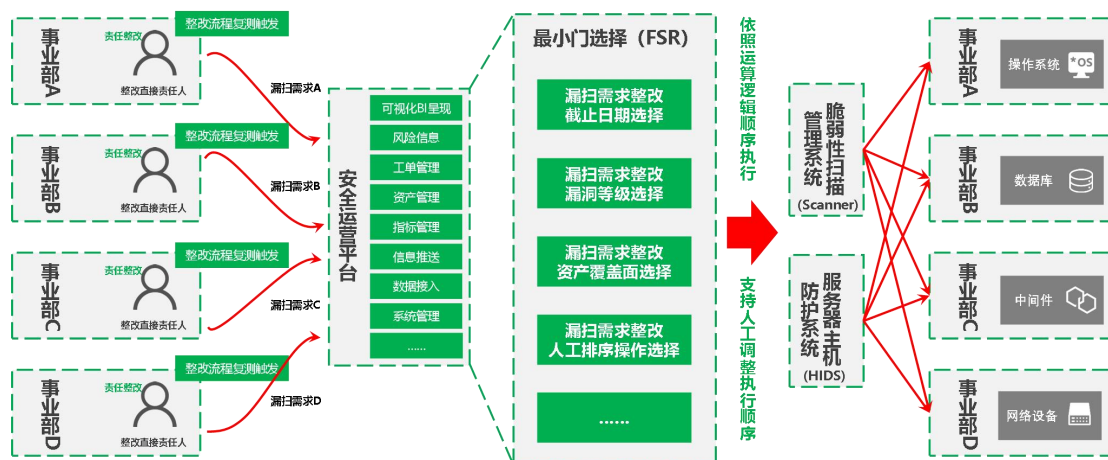 整改流程复测触发
事业部A
责任整改
整改直接责任人
漏扫需求A
整改流程复测触发
事业部B
责任整改
整改直接责任人
漏扫需求B
整改流程复测触发
事业部C
责任整改
整改直接责任人
漏扫需求C
整改流程复测触发
事业部D
责任整改
整改直接责任人
漏扫需求D
安全运营平台
可视化BI呈现
风险信息
工单管理
资产管理
指标管理
信息推送
数据接入
系统管理
……
最小门选择（FSR）
漏扫需求整改
截止日期选择
漏扫需求整改
漏洞等级选择
漏扫需求整改
资产覆盖面选择
漏扫需求整改
人工排序操作选择
……
依照运算逻辑顺序执行
支持人工调整执行顺序
脆弱性扫描
管理系统
(Scanner)
服务器主机
防护系统
(HIDS)
事业部A
操作系统
*OS
事业部B
数据库
事业部C
中间件
事业部D
网络设备